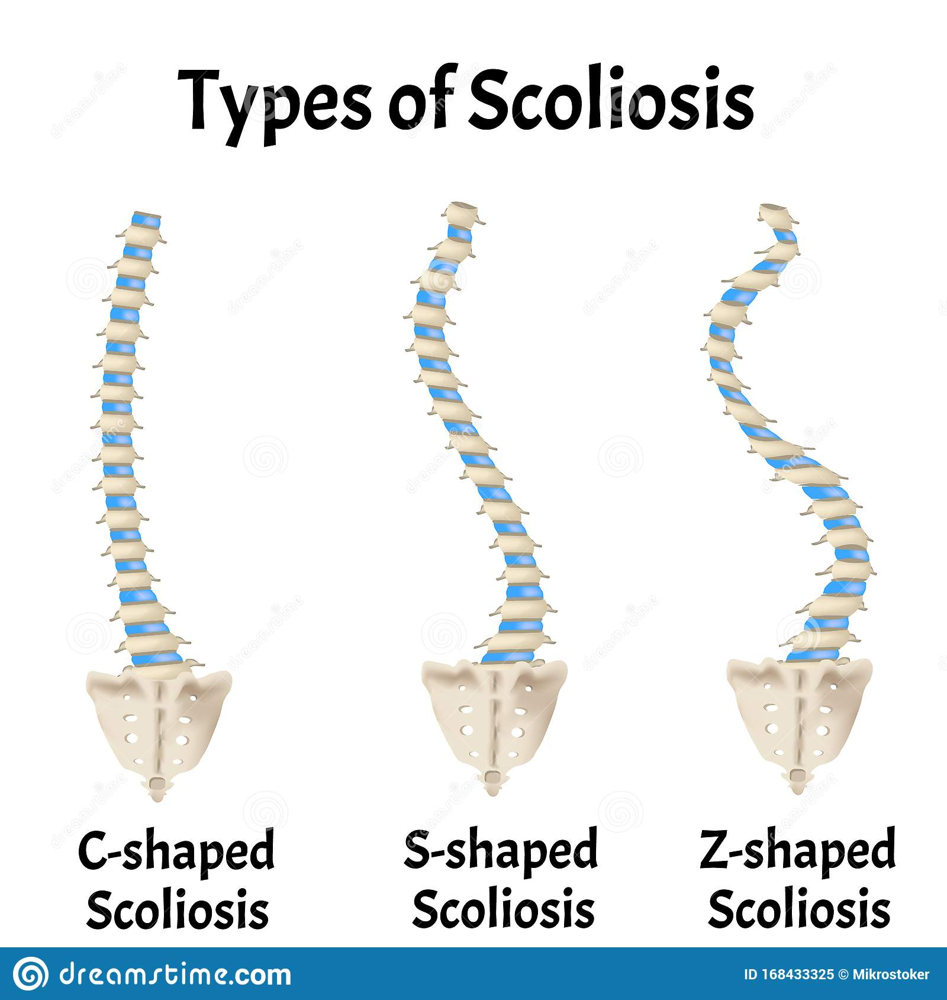 Types of Scoliosis
C-shaped
Scoliosis
S-shaped
Scoliosis
Z-shaped
Scoliosis
dreamstime.com
ID 168433325 © Mikrostoker